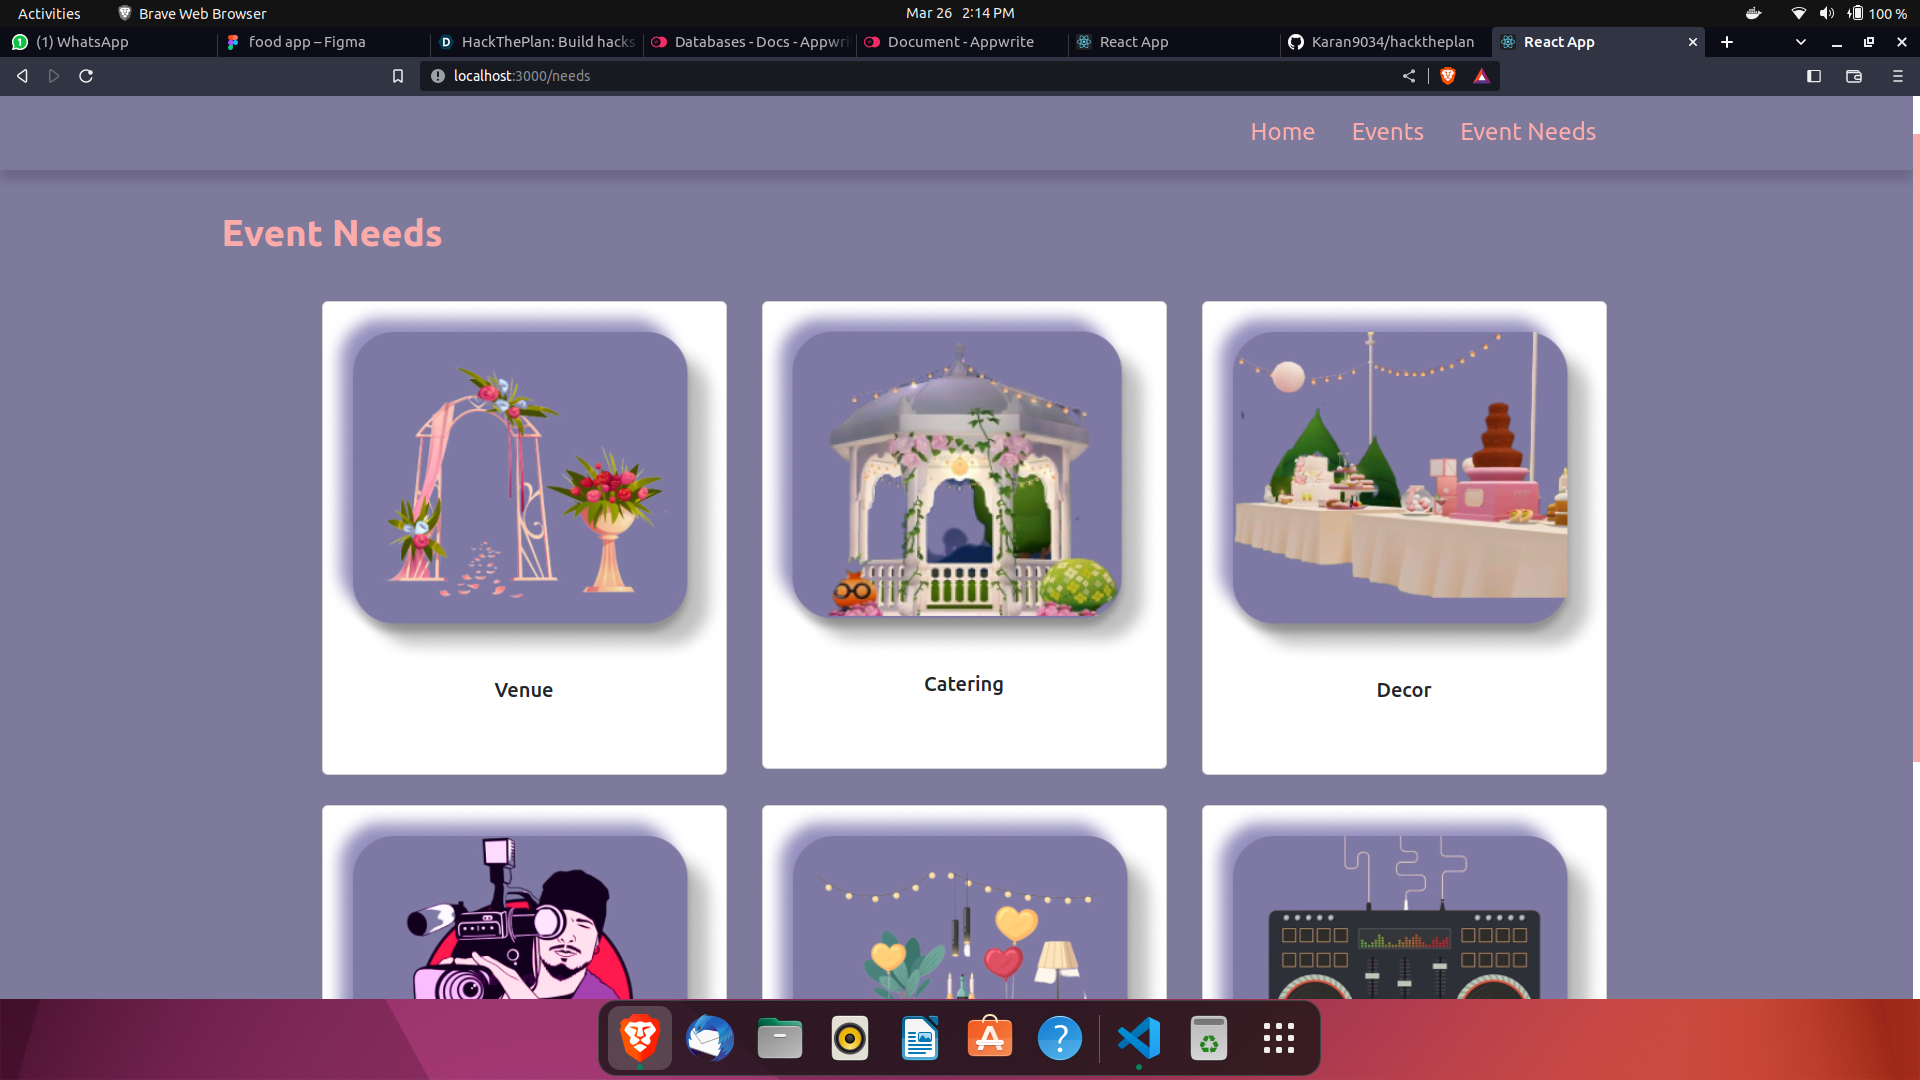 Activities Brave Web Browser Mar 26 2:14 PM 100 %
(1) WhatsApp food app – Figma HackThePlan: Build hacks Databases - Docs - Appwri Document - Appwrite React App Karan9034/hacktheplan React App
localhost:3000/needs
Home Events Event Needs
Event Needs
Venue Catering Decor